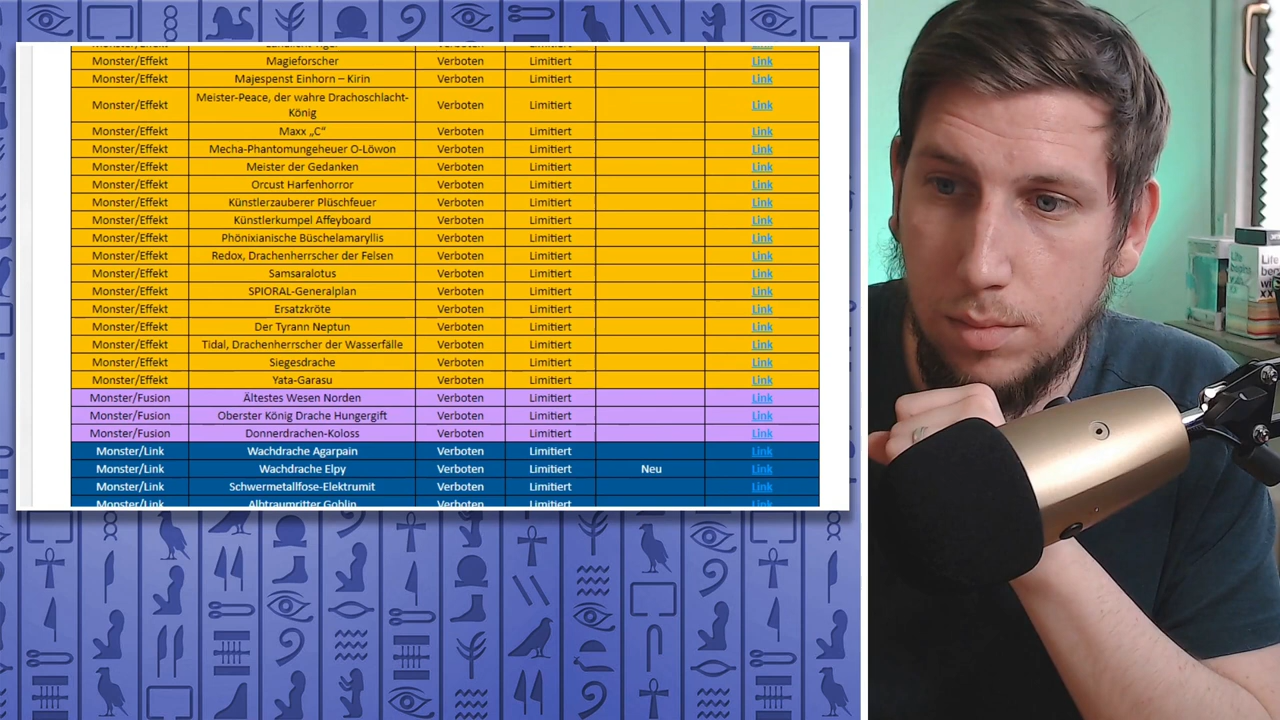 Monster/Effekt Magieforscher Verboten Limitiert Link
Monster/Effekt Majespenst Einhorn – Kirin Verboten Limitiert Link
Monster/Effekt Meister-Peace, der wahre Drachoschlacht-
König Verboten Limitiert Link
Monster/Effekt Maxx „C“ Verboten Limitiert Link
Monster/Effekt Mecha-Phantomungeheuer O-Löwon Verboten Limitiert Link
Monster/Effekt Meister der Gedanken Verboten Limitiert Link
Monster/Effekt Orcust Harfenhorror Verboten Limitiert Link
Monster/Effekt Künstlerzauberer Plüschfeuer Verboten Limitiert Link
Monster/Effekt Künstlerkumpel Affeyboard Verboten Limitiert Link
Monster/Effekt Phönixianische Büschelamaryllis Verboten Limitiert Link
Monster/Effekt Redox, Drachenherrscher der Felsen Verboten Limitiert Link
Monster/Effekt Samsaralotus Verboten Limitiert Link
Monster/Effekt SPIORAL-Generalplan Verboten Limitiert Link
Monster/Effekt Ersatzkröte Verboten Limitiert Link
Monster/Effekt Der Tyrann Neptun Verboten Limitiert Link
Monster/Effekt Tidal, Drachenherrscher der Wasserfälle Verboten Limitiert Link
Monster/Effekt Siegesdrache Verboten Limitiert Link
Monster/Effekt Yata-Garasu Verboten Limitiert Link
Monster/Fusion Ältestes Wesen Norden Verboten Limitiert Link
Monster/Fusion Oberster König Drache Hungergift Verboten Limitiert Link
Monster/Fusion Donnerdrachen-Koloss Verboten Limitiert Link
Monster/Link Wachdrache Agarpain Verboten Limitiert Link
Monster/Link Wachdrache Elpy Verboten Limitiert Neu Link
Monster/Link Schwermetallfose-Elektrumit Verboten Limitiert Link
Monster/Link Albtraumritter Goblin Verboten Limitiert Link
Life
begins